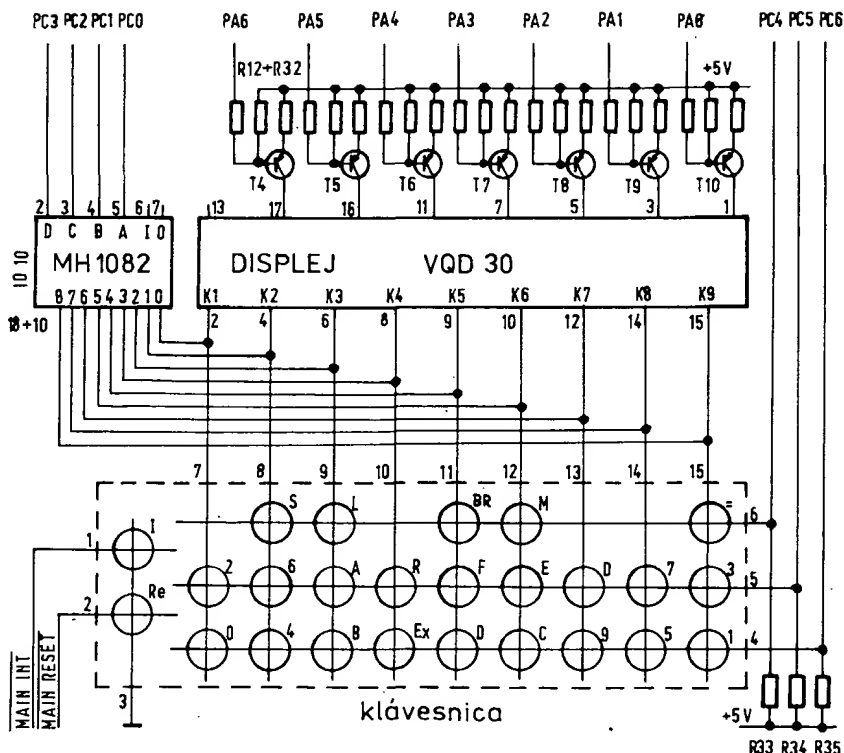 PC3 PC2 PC1 PC0 PA6 PA5 PA4 PA3 PA2 PA1 PA0 PC4 PC5 PC6
R12÷R32 +5V
T4 T5 T6 T7 T8 T9 T10
2 3 4 5 6 7 13 17 16 11 7 5 3 1
D C B A I 0
IO 10 MH1082 DISPLEJ VQD 30
8 7 6 5 4 3 2 1 0 K1 K2 K3 K4 K5 K6 K7 K8 K9
18÷10 2 4 6 8 9 10 12 14 15
7 8 9 10 11 12 13 14 15
S L BR M = 6
1 I
2 6 A R F E D 7 3 5
2 Re
0 4 B Ex D C 9 5 1 4
3
MAIN INT
MAIN RESET
klávesnica
+5V
R33 R34 R35